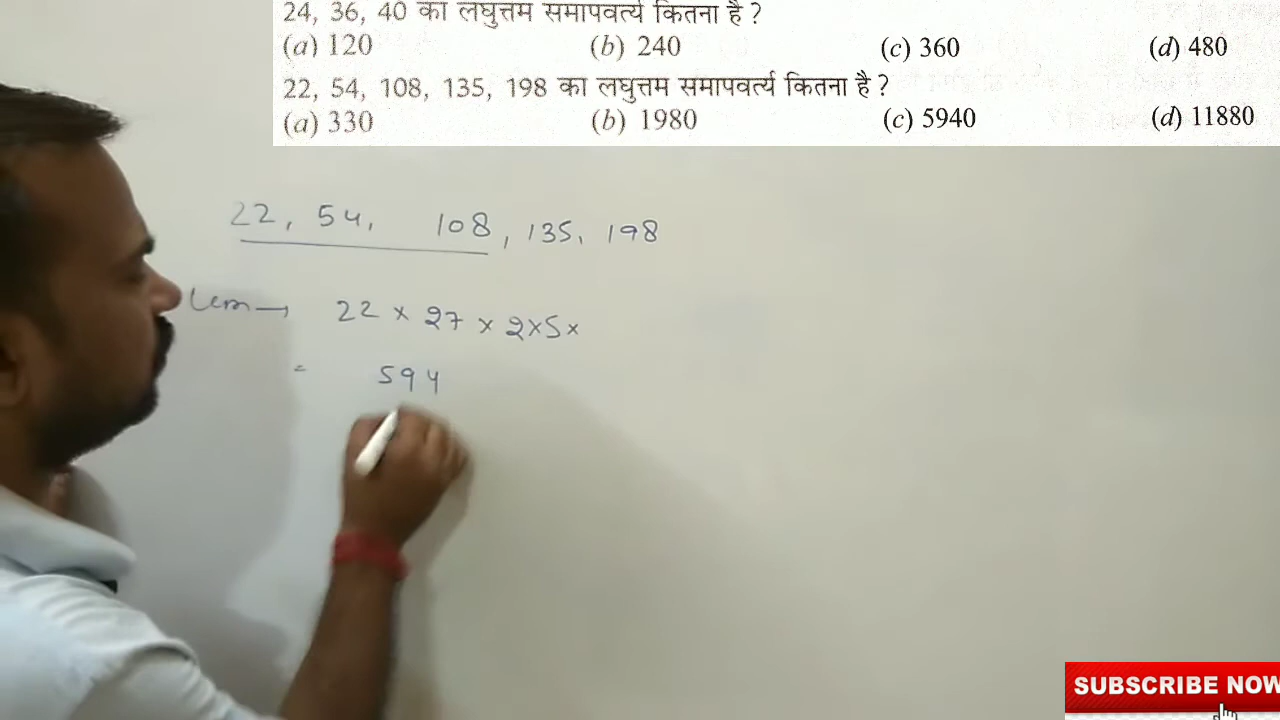 24, 36, 40 का लघुत्तम समापवर्त्य कितना है ?
(a) 120 (b) 240 (c) 360 (d) 480
22, 54, 108, 135, 198 का लघुत्तम समापवर्त्य कितना है ?
(a) 330 (b) 1980 (c) 5940 (d) 11880
22, 54, 108, 135, 198
Lcm → 22 × 27 × 2×5×
= 594
SUBSCRIBE NOW